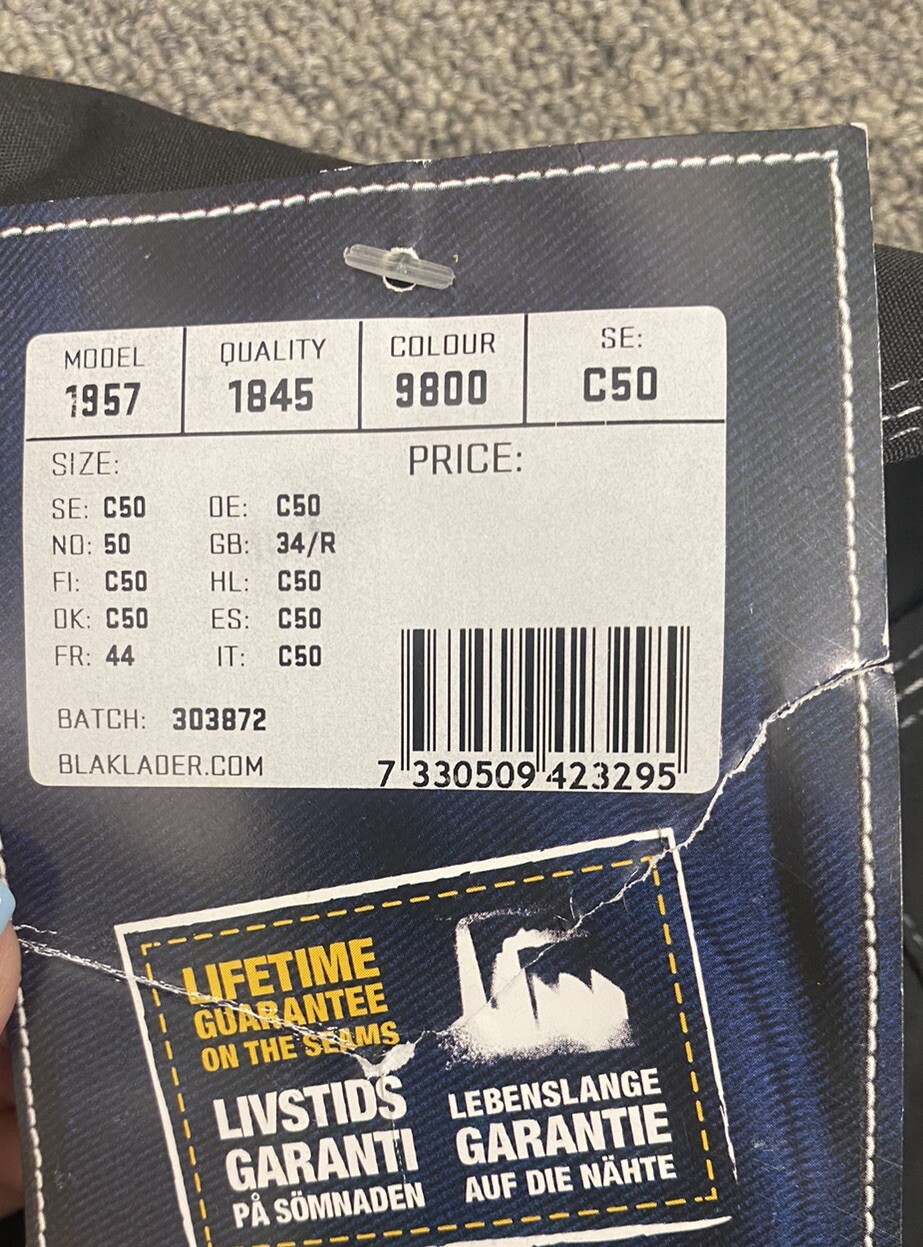 MODEL QUALITY COLOUR SE:
1957 1845 9800 C50
SIZE: PRICE:
SE: C50 DE: C50
NO: 50 GB: 34/R
FI: C50 HL: C50
DK: C50 ES: C50
FR: 44 IT: C50
BATCH: 303872
BLAKLADER.COM
7 330509 423295
LIFETIME
GUARANTEE
ON THE SEAMS
LIVSTIDS
GARANTI
PÅ SÖMNADEN
LEBENSLANGE
GARANTIE
AUF DIE NÄHTE